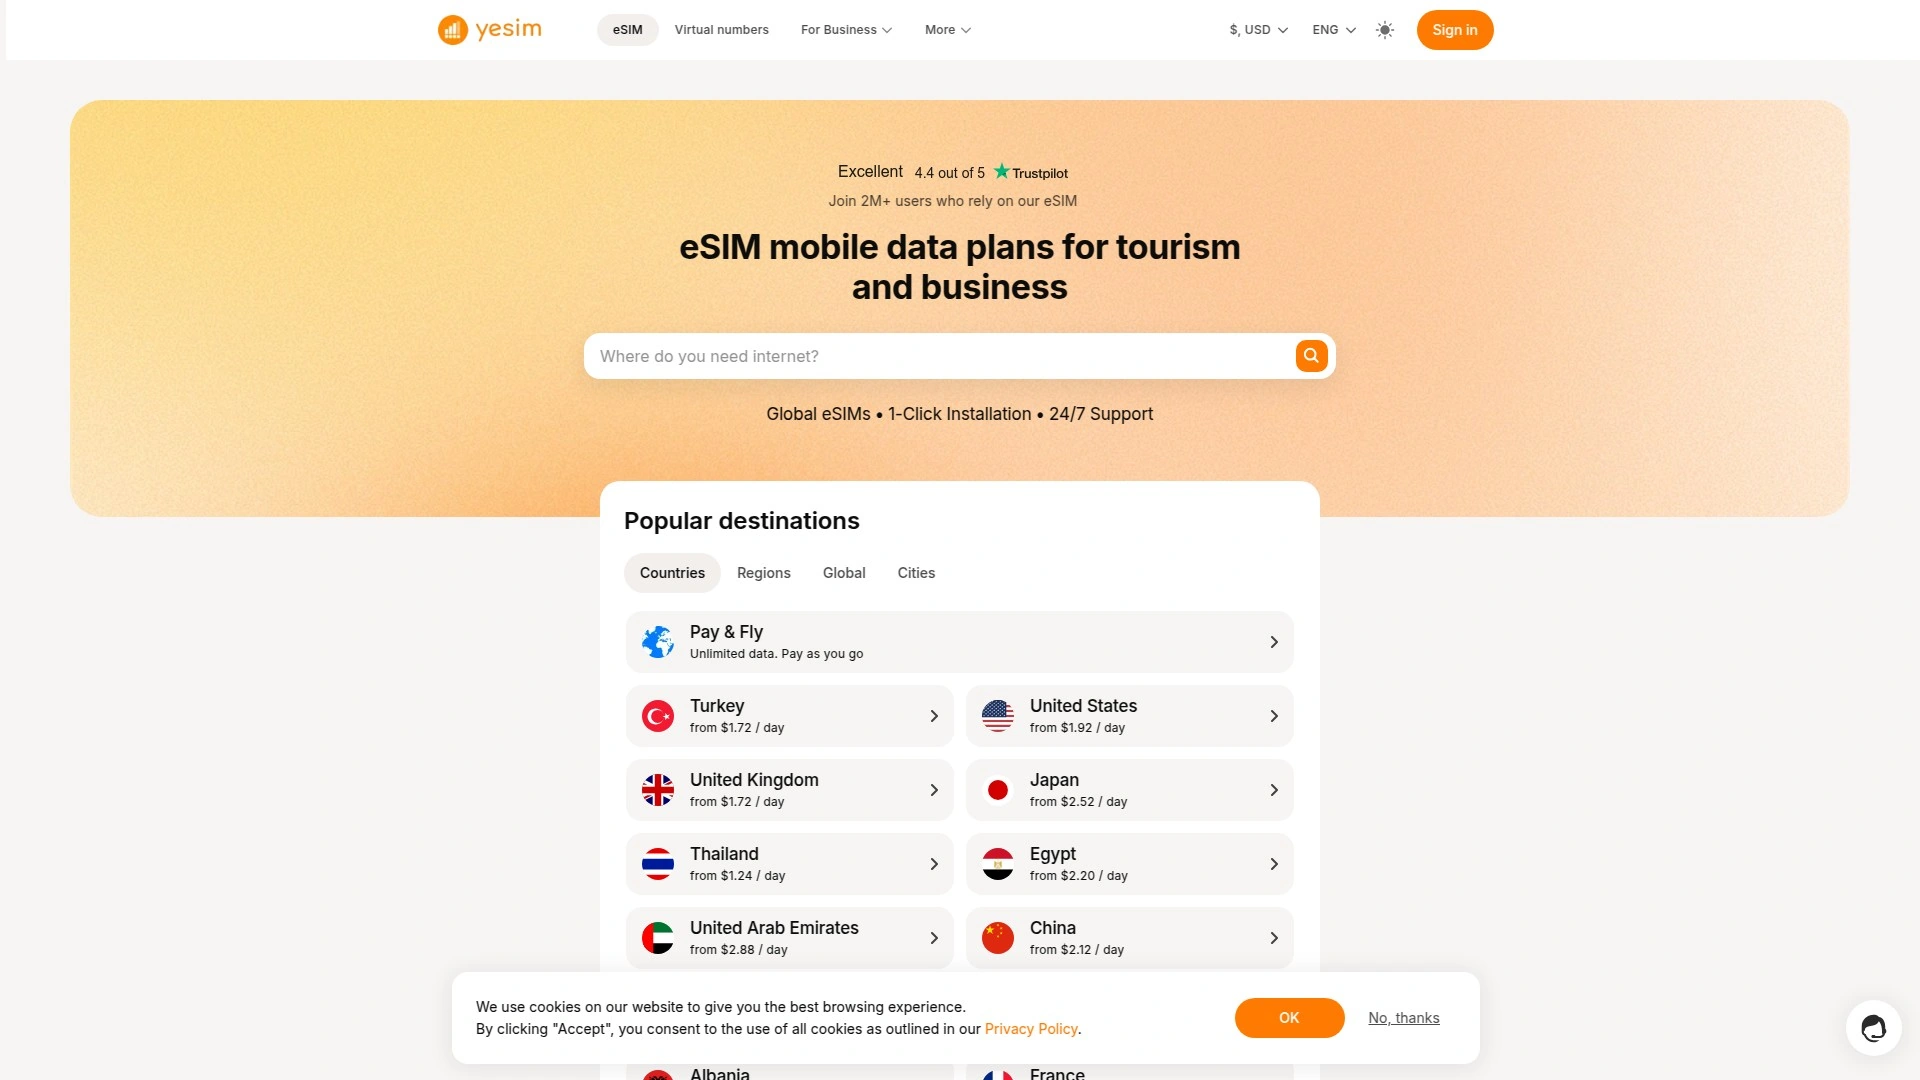 yesim
eSIM
Virtual numbers
For Business
More
$, USD
ENG
Sign in
Excellent 4.4 out of 5 Trustpilot
Join 2M+ users who rely on our eSIM
eSIM mobile data plans for tourism
and business
Where do you need internet?
Global eSIMs • 1-Click Installation • 24/7 Support
Popular destinations
Countries
Regions
Global
Cities
Pay & Fly
Unlimited data. Pay as you go
Turkey
from $1.72 / day
United States
from $1.92 / day
United Kingdom
from $1.72 / day
Japan
from $2.52 / day
Thailand
from $1.24 / day
Egypt
from $2.20 / day
United Arab Emirates
from $2.88 / day
China
from $2.12 / day
We use cookies on our website to give you the best browsing experience.
By clicking "Accept", you consent to the use of all cookies as outlined in our Privacy Policy.
OK
No, thanks
Albania
France